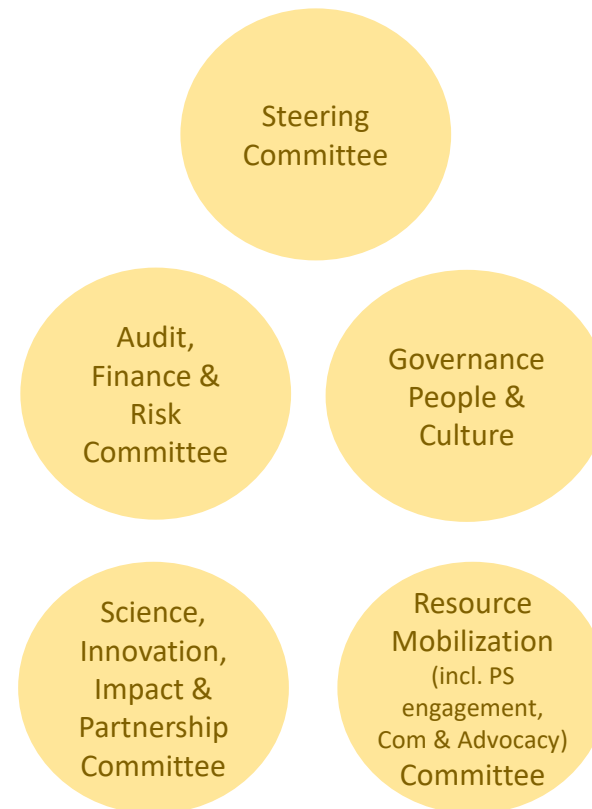 Steering
Committee
Audit,
Finance &
Risk
Committee
Governance
People &
Culture
Science,
Innovation,
Impact &
Partnership
Committee
Resource
Mobilization
(incl. PS
engagement,
Com & Advocacy)
Committee